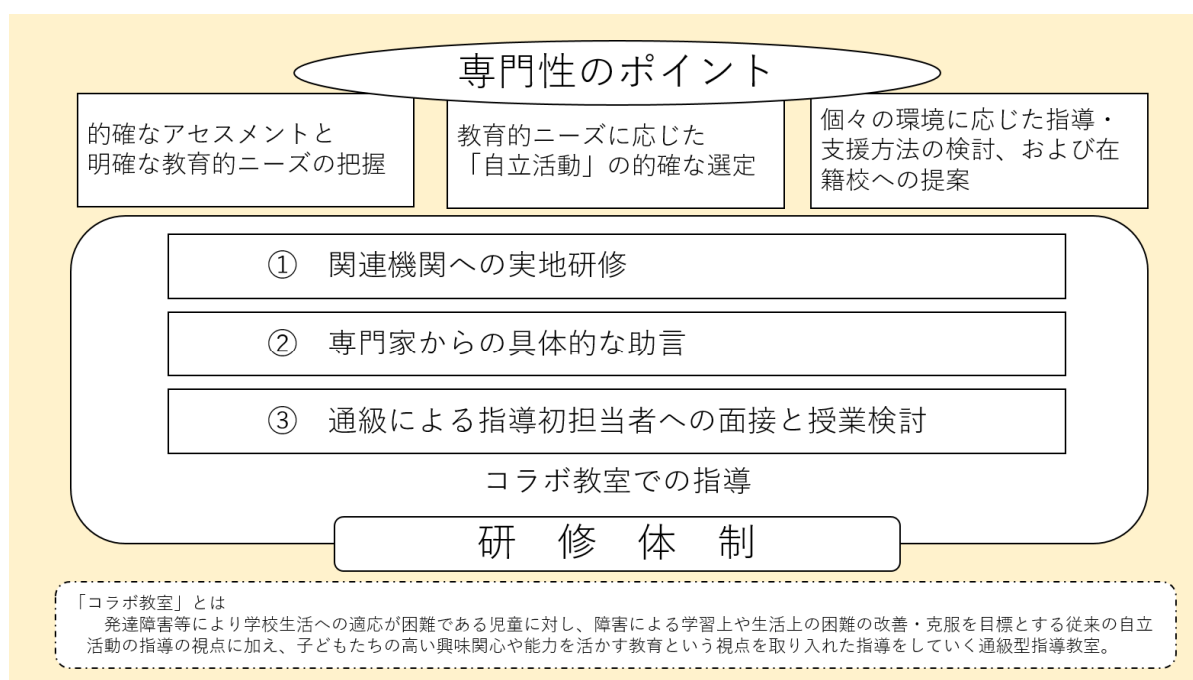 専門性のポイント
的確なアセスメントと
明確な教育的ニーズの把握
教育的ニーズに応じた
「自立活動」の的確な選定
個々の環境に応じた指導・
支援方法の検討、および在
籍校への提案
① 関連機関への実地研修
② 専門家からの具体的な助言
③ 通級による指導初担当者への面接と授業検討
コラボ教室での指導
研 修 体 制
「コラボ教室」とは
発達障害等により学校生活への適応が困難である児童に対し、障害による学習上や生活上の困難の改善・克服を目標とする従来の自立
活動の指導の視点に加え、子どもたちの高い興味関心や能力を活かす教育という視点を取り入れた指導をしていく通級型指導教室。